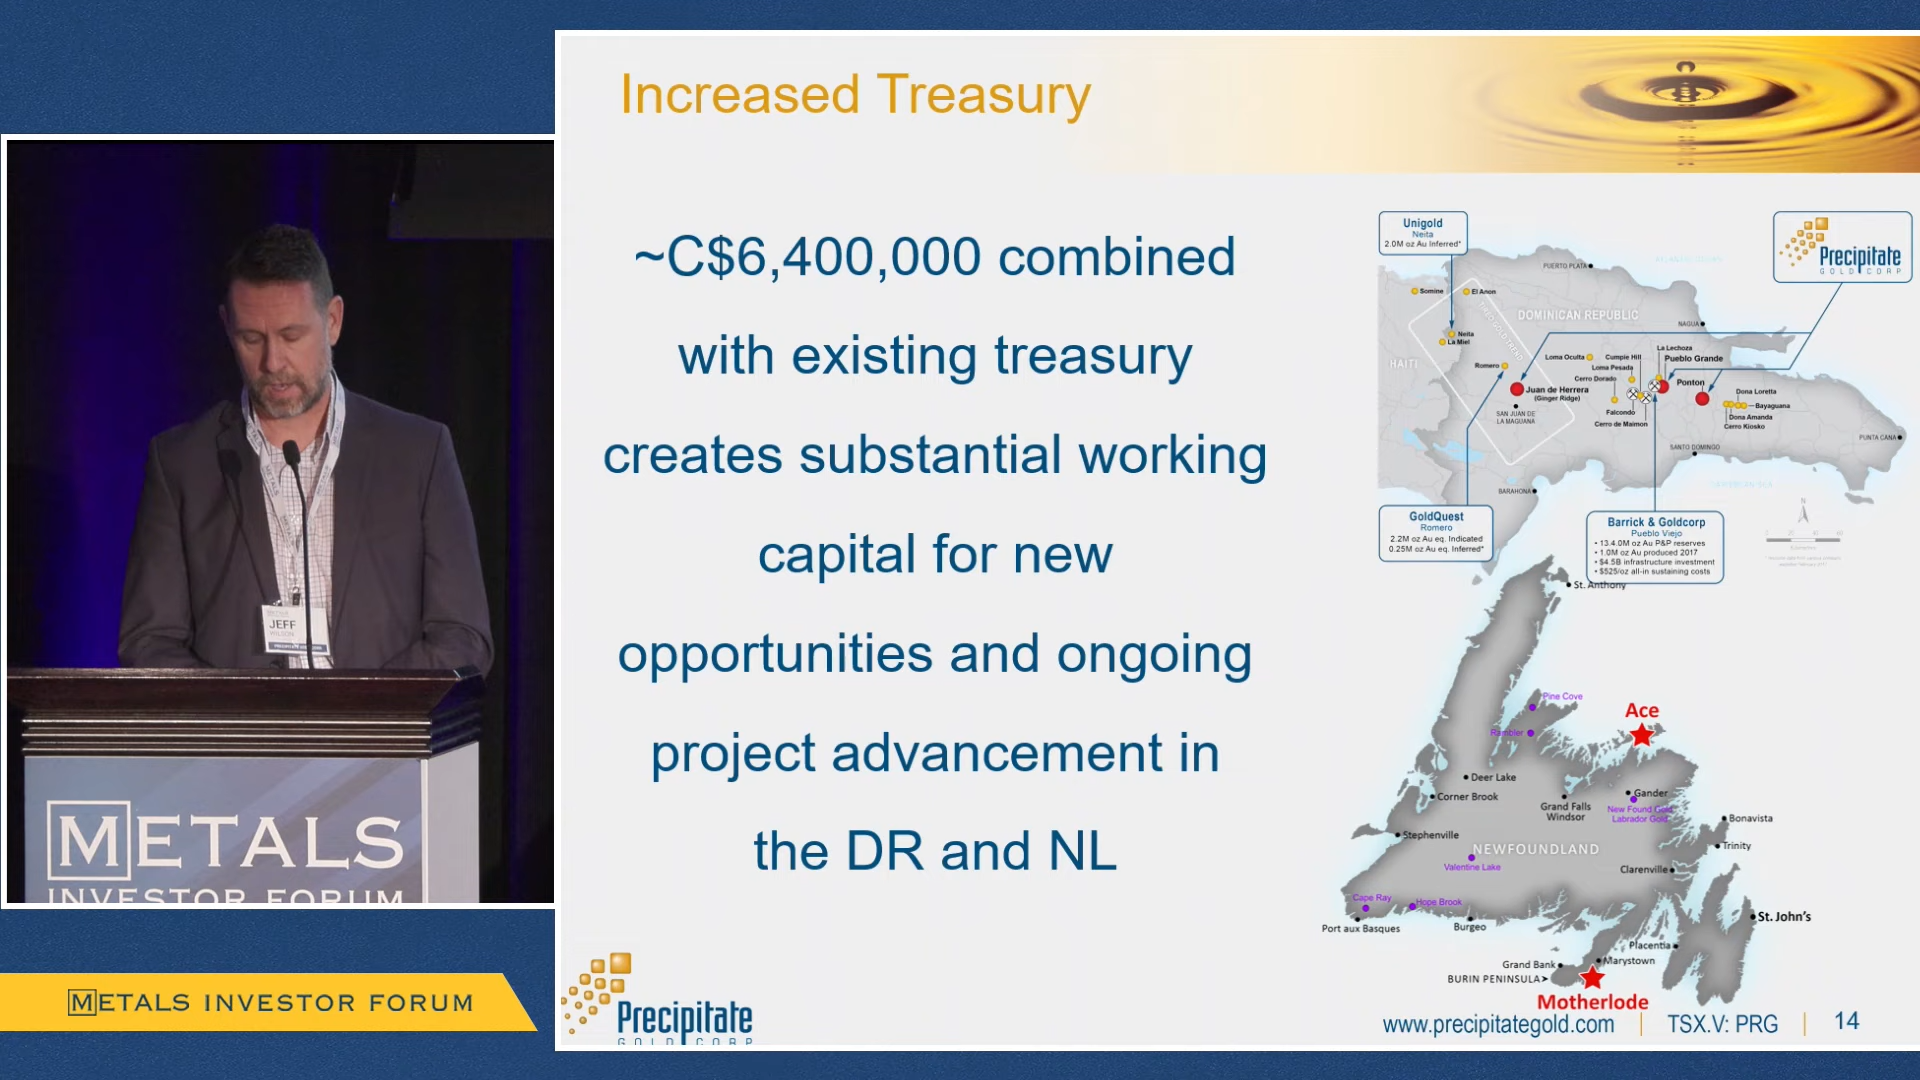 Increased Treasury
~C$6,400,000 combined
with existing treasury
creates substantial working
capital for new
opportunities and ongoing
project advancement in
the DR and NL
Unigold
Neita
2.0M oz Au Inferred*
Precipitate
GOLD CORP
PUERTO PLATA
Somine
El Anon
DOMINICAN REPUBLIC
NAGUA
Neita
La Miel
HAITI
Romero
Loma Oculta
Cumpie Hill
La Lechoza
Pueblo Grande
Loma Pesada
Cerro Dorado
Ponton
Juan de Herrera
(Ginger Ridge)
Dona Loretta
Bayaguana
Dona Amanda
Cerro Kiosko
Falcondo
Cerro de Maimon
SAN JUAN DE
LA MAGUANA
SANTO DOMINGO
PUNTA CANA
BARAHONA
CARIBBEAN SEA
GoldQuest
Romero
2.2M oz Au eq. Indicated
0.25M oz Au eq. Inferred*
Barrick & Goldcorp
Pueblo Viejo
• 13.4.0M oz Au P&P reserves
• 1.0M oz Au produced 2017
• $4.5B infrastructure investment
• $525/oz all-in sustaining costs
N
St. Anthony
Pine Cove
Rambler
Ace
Deer Lake
Corner Brook
Grand Falls
Windsor
Gander
New Found Gold
Labrador Gold
Bonavista
Trinity
Stephenville
NEWFOUNDLAND
Valentine Lake
Clarenville
Cape Ray
Hope Brook
Port aux Basques
Burgeo
St. John's
Placentia
Grand Bank
Marystown
BURIN PENINSULA
Motherlode
Precipitate
GOLD CORP
www.precipitategold.com | TSX.V: PRG | 14
JEFF
WILSON
METALS
INVESTOR FORUM
METALS INVESTOR FORUM